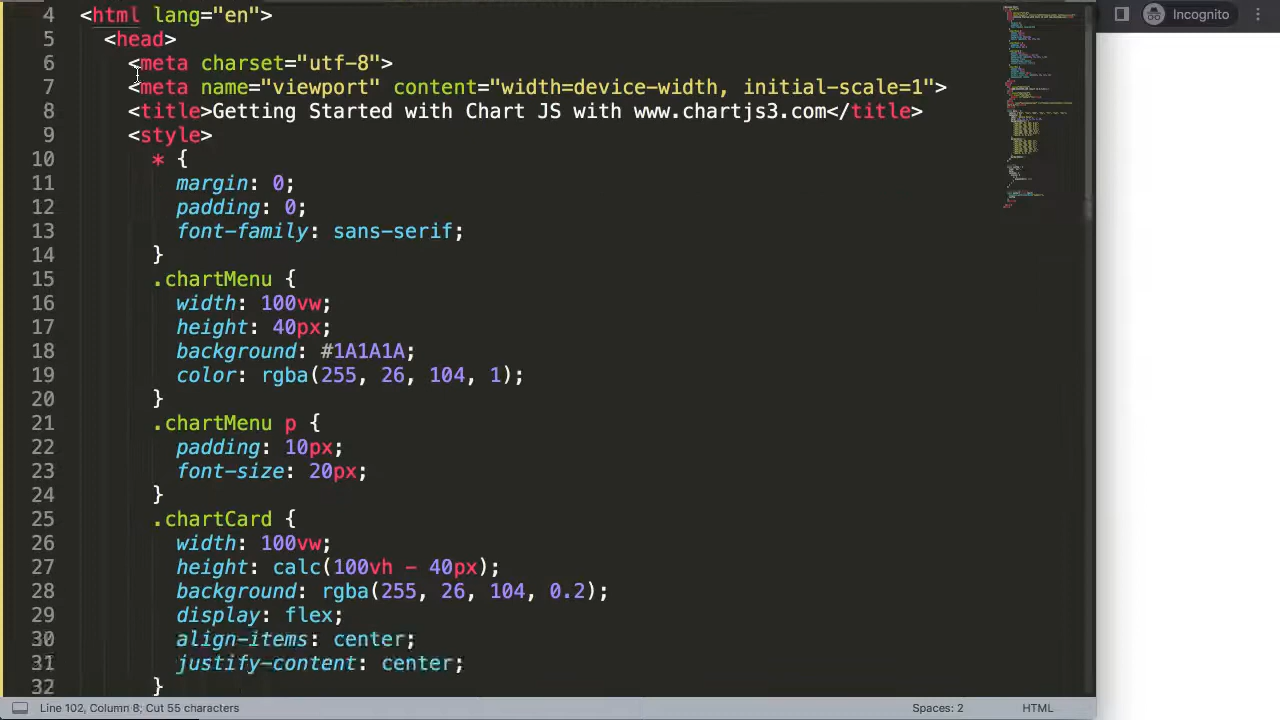 Incognito
4 <html lang="en">
5 <head>
6 <meta charset="utf-8">
7 <meta name="viewport" content="width=device-width, initial-scale=1">
8 <title>Getting Started with Chart JS with www.chartjs3.com</title>
9 <style>
10 * {
11 margin: 0;
12 padding: 0;
13 font-family: sans-serif;
14 }
15 .chartMenu {
16 width: 100vw;
17 height: 40px;
18 background: #1A1A1A;
19 color: rgba(255, 26, 104, 1);
20 }
21 .chartMenu p {
22 padding: 10px;
23 font-size: 20px;
24 }
25 .chartCard {
26 width: 100vw;
27 height: calc(100vh - 40px);
28 background: rgba(255, 26, 104, 0.2);
29 display: flex;
30 align-items: center;
31 justify-content: center;
32 }
Line 102, Column 8; Cut 55 characters
Spaces: 2
HTML